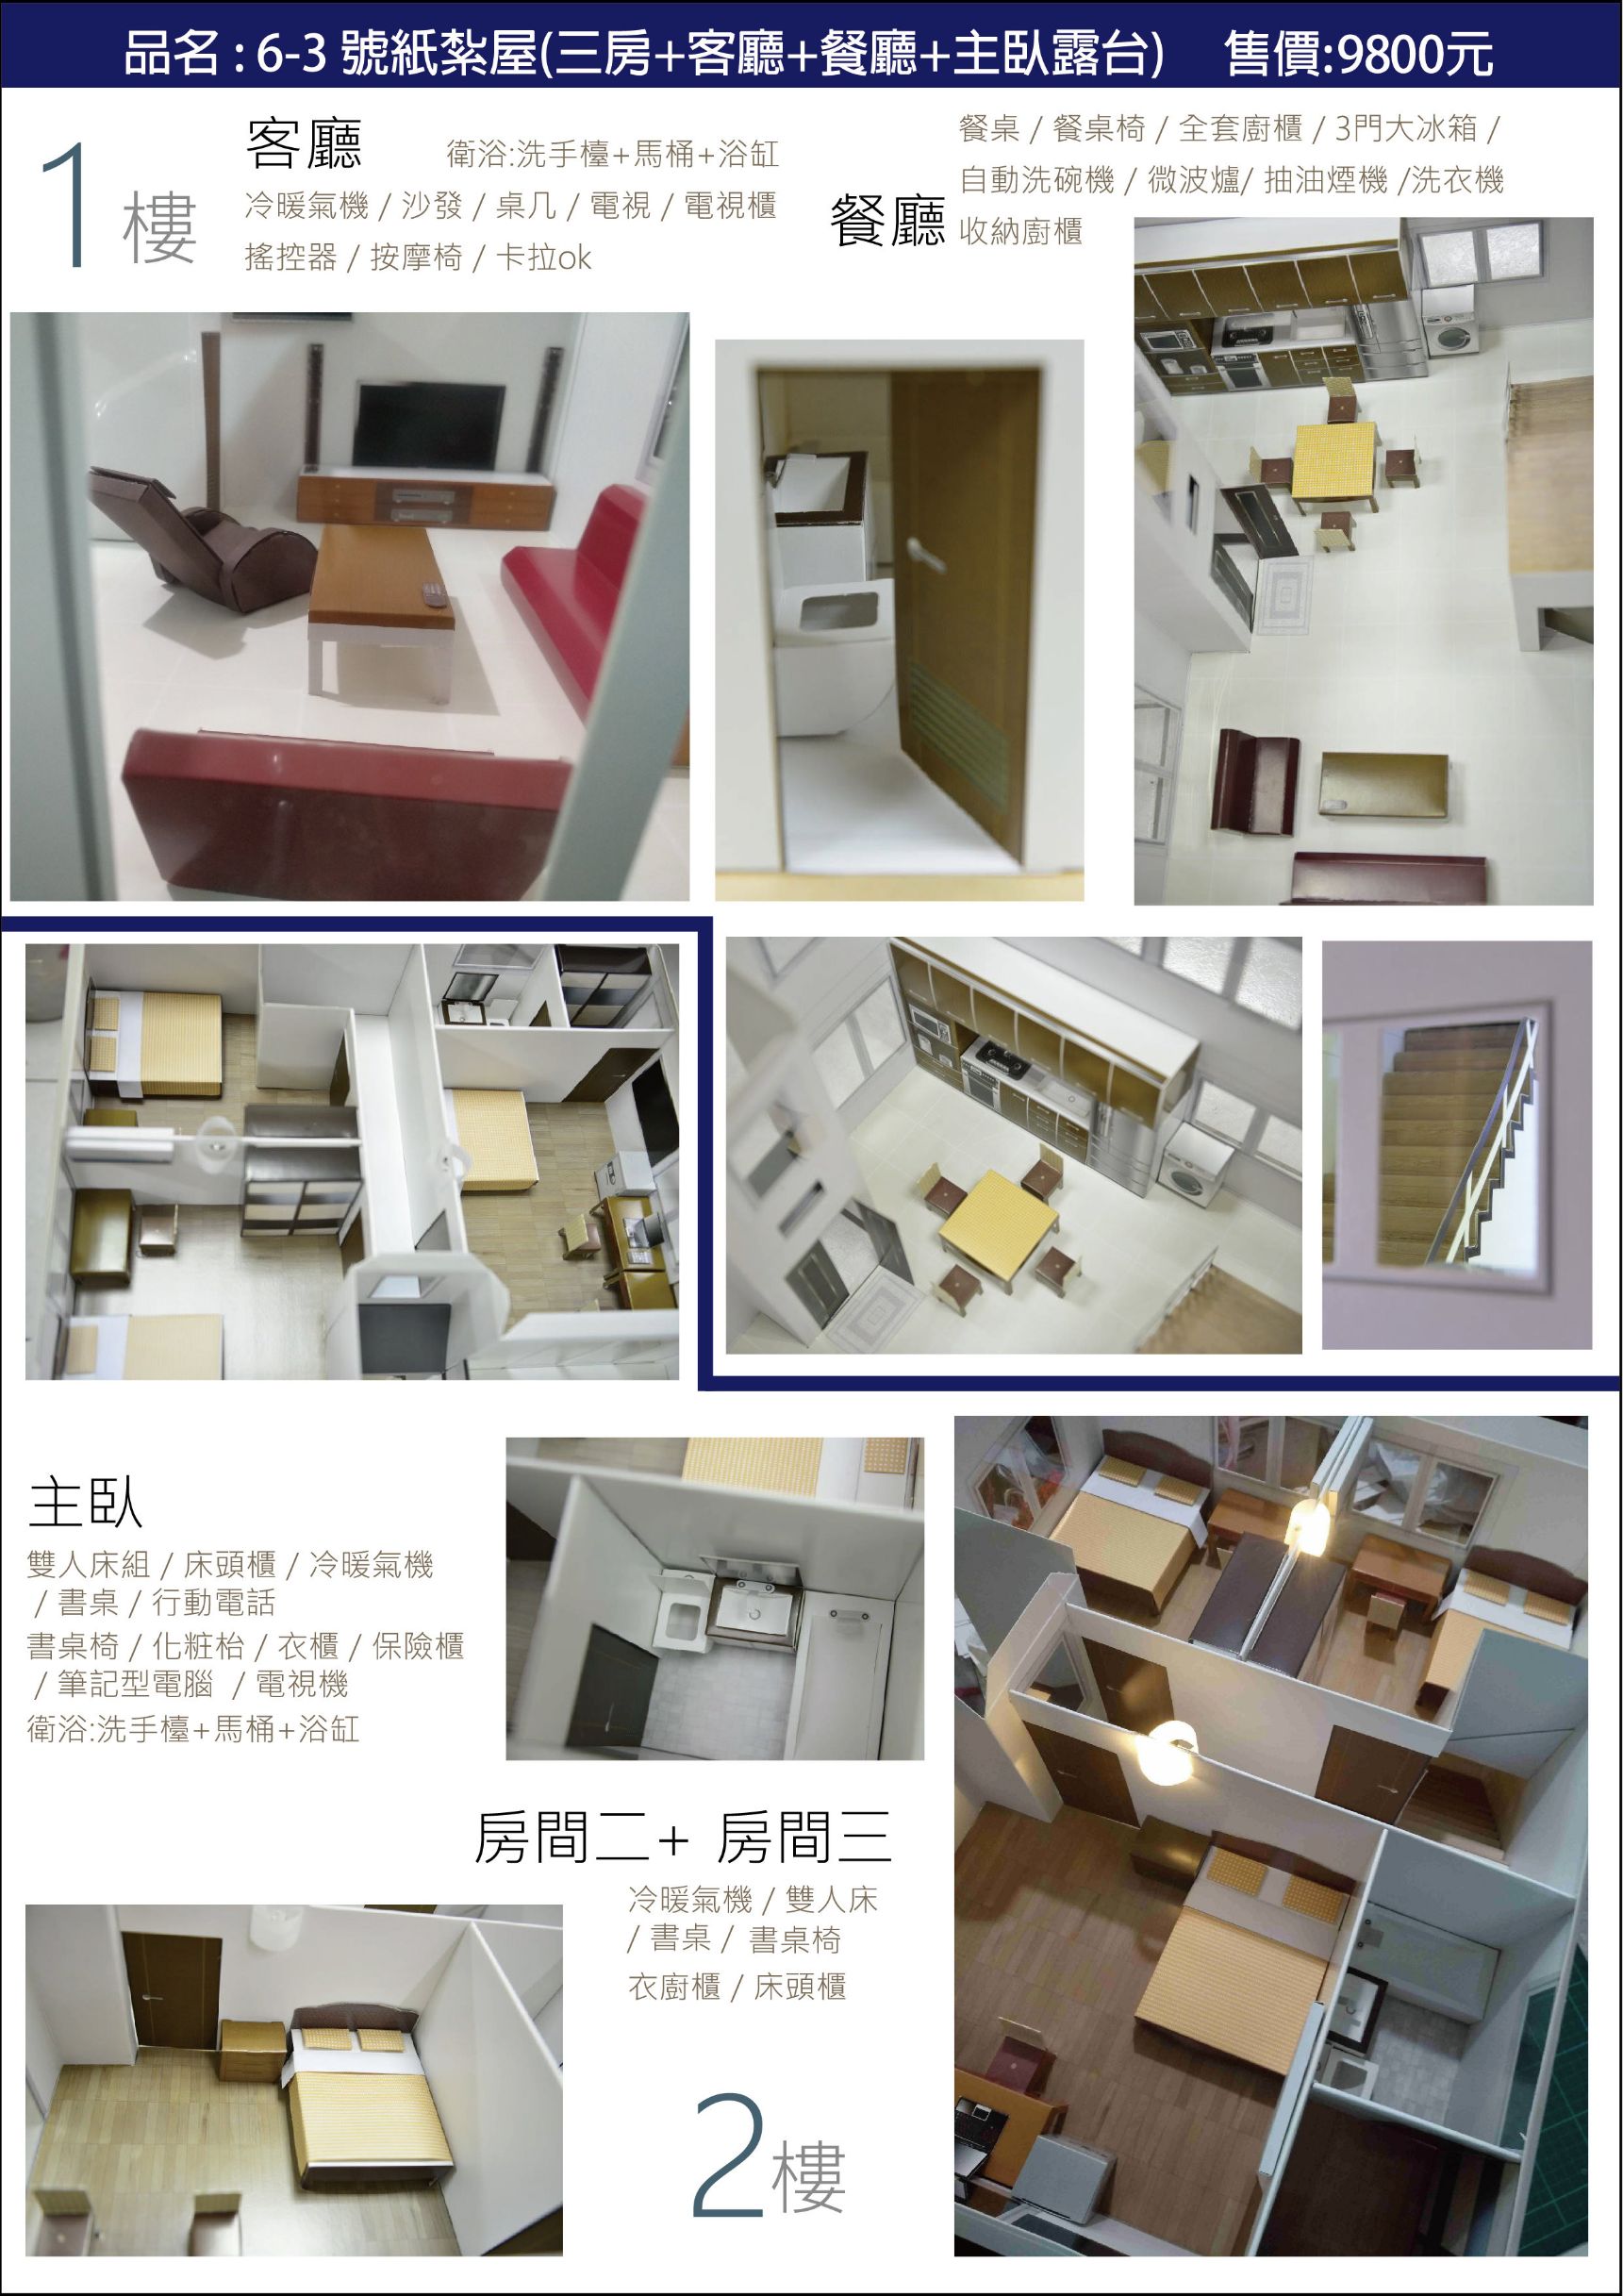 品名 : 6-3 號紙紮屋(三房+客廳+餐廳+主臥露台) 售價:9800元
1樓
客廳
衛浴:洗手檯+馬桶+浴缸
冷暖氣機 / 沙發 / 桌几 / 電視 / 電視櫃
搖控器 / 按摩椅 / 卡拉ok
餐廳
餐桌 / 餐桌椅 / 全套廚櫃 / 3門大冰箱 /
自動洗碗機 / 微波爐/ 抽油煙機 /洗衣機
收納廚櫃
主臥
雙人床組 / 床頭櫃 / 冷暖氣機
/ 書桌 / 行動電話
書桌椅 / 化粧枱 / 衣櫃 / 保險櫃
/ 筆記型電腦 / 電視機
衛浴:洗手檯+馬桶+浴缸
房間二+ 房間三
冷暖氣機 / 雙人床
/ 書桌 / 書桌椅
衣廚櫃 / 床頭櫃
2樓